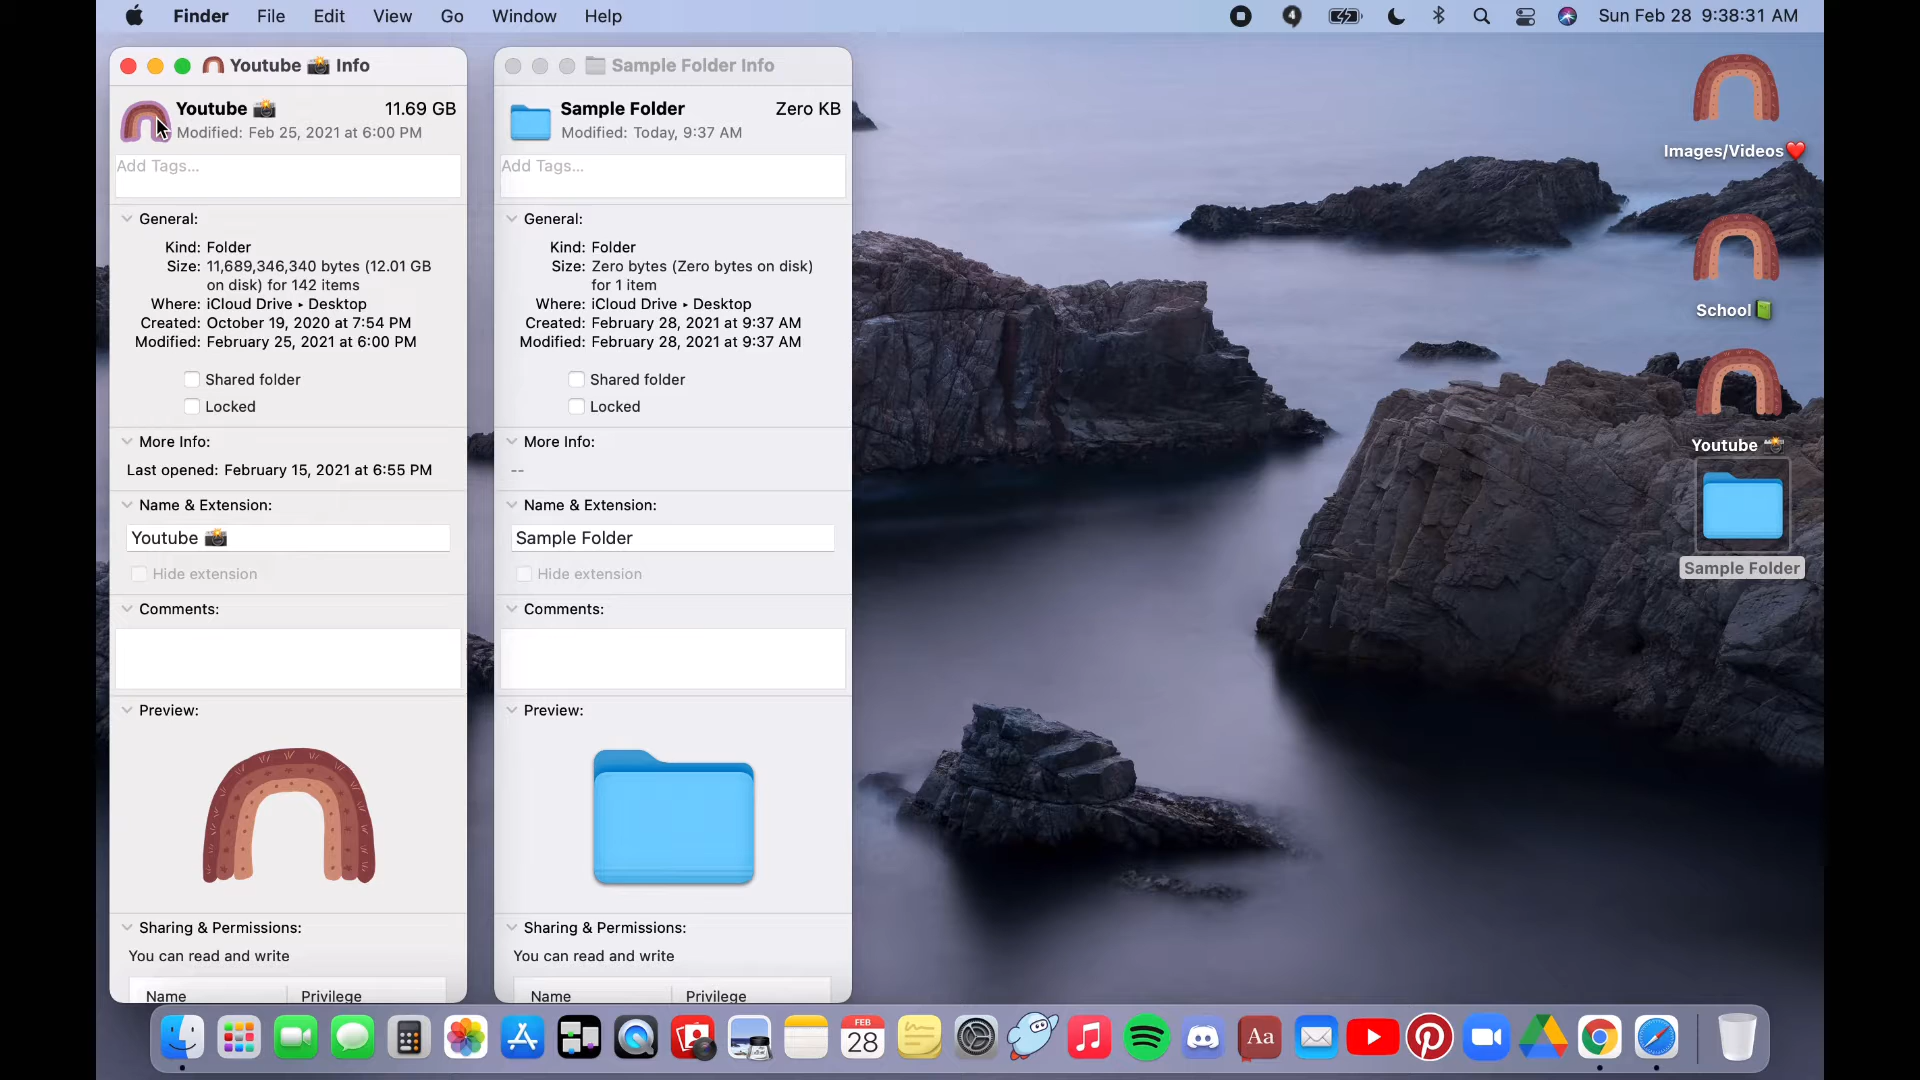 Finder File Edit View Go Window Help
4
Sun Feb 28 9:38:31 AM
Youtube 📸 Info
Youtube 📸 11.69 GB
Modified: Feb 25, 2021 at 6:00 PM
Add Tags...
General:
Kind: Folder
Size: 11,689,346,340 bytes (12.01 GB
on disk) for 142 items
Where: iCloud Drive ▸ Desktop
Created: October 19, 2020 at 7:54 PM
Modified: February 25, 2021 at 6:00 PM
Shared folder
Locked
More Info:
Last opened: February 15, 2021 at 6:55 PM
Name & Extension:
Youtube 📸
Hide extension
Comments:
Preview:
Sharing & Permissions:
You can read and write
Name Privilege
Sample Folder Info
Sample Folder Zero KB
Modified: Today, 9:37 AM
Add Tags...
General:
Kind: Folder
Size: Zero bytes (Zero bytes on disk)
for 1 item
Where: iCloud Drive ▸ Desktop
Created: February 28, 2021 at 9:37 AM
Modified: February 28, 2021 at 9:37 AM
Shared folder
Locked
More Info:
--
Name & Extension:
Sample Folder
Hide extension
Comments:
Preview:
Sharing & Permissions:
You can read and write
Name Privilege
Images/Videos❤️
School📗
Youtube 📸
Sample Folder
FEB
28
Aa